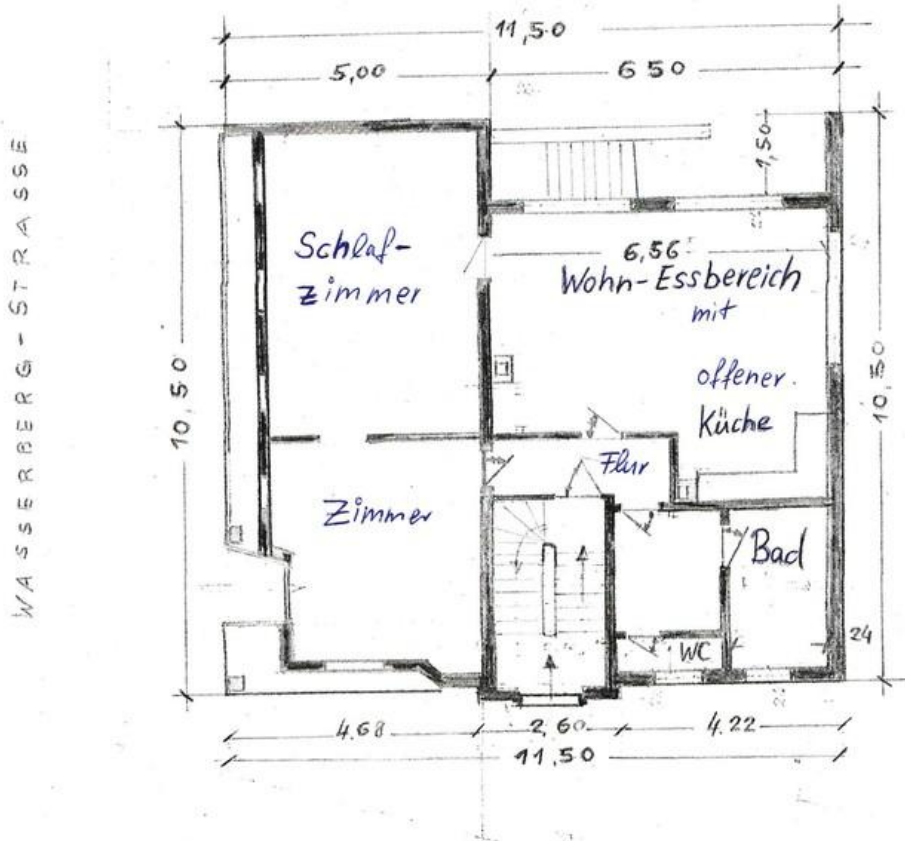 11,50
5,00
6 50
WASSERBERG-STRASSE
10,50
1,50
10,50
Schlaf-
zimmer
6,56
Wohn-Essbereich
mit
offener
Küche
Flur
Zimmer
Bad
WC
24
4.68
2,60
4.22
11,50